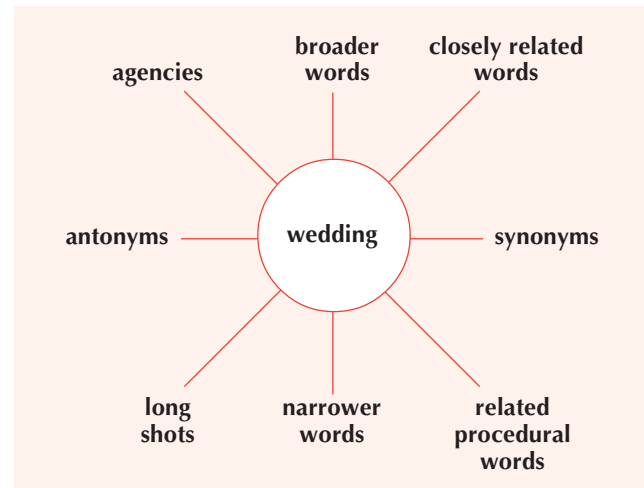 broader
words
closely related
words
agencies
antonyms
wedding
synonyms
long
shots
narrower
words
related
procedural
words